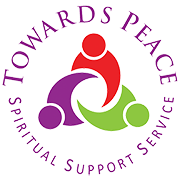 TOWARDS PEACE
SPIRITUAL SUPPORT SERVICE